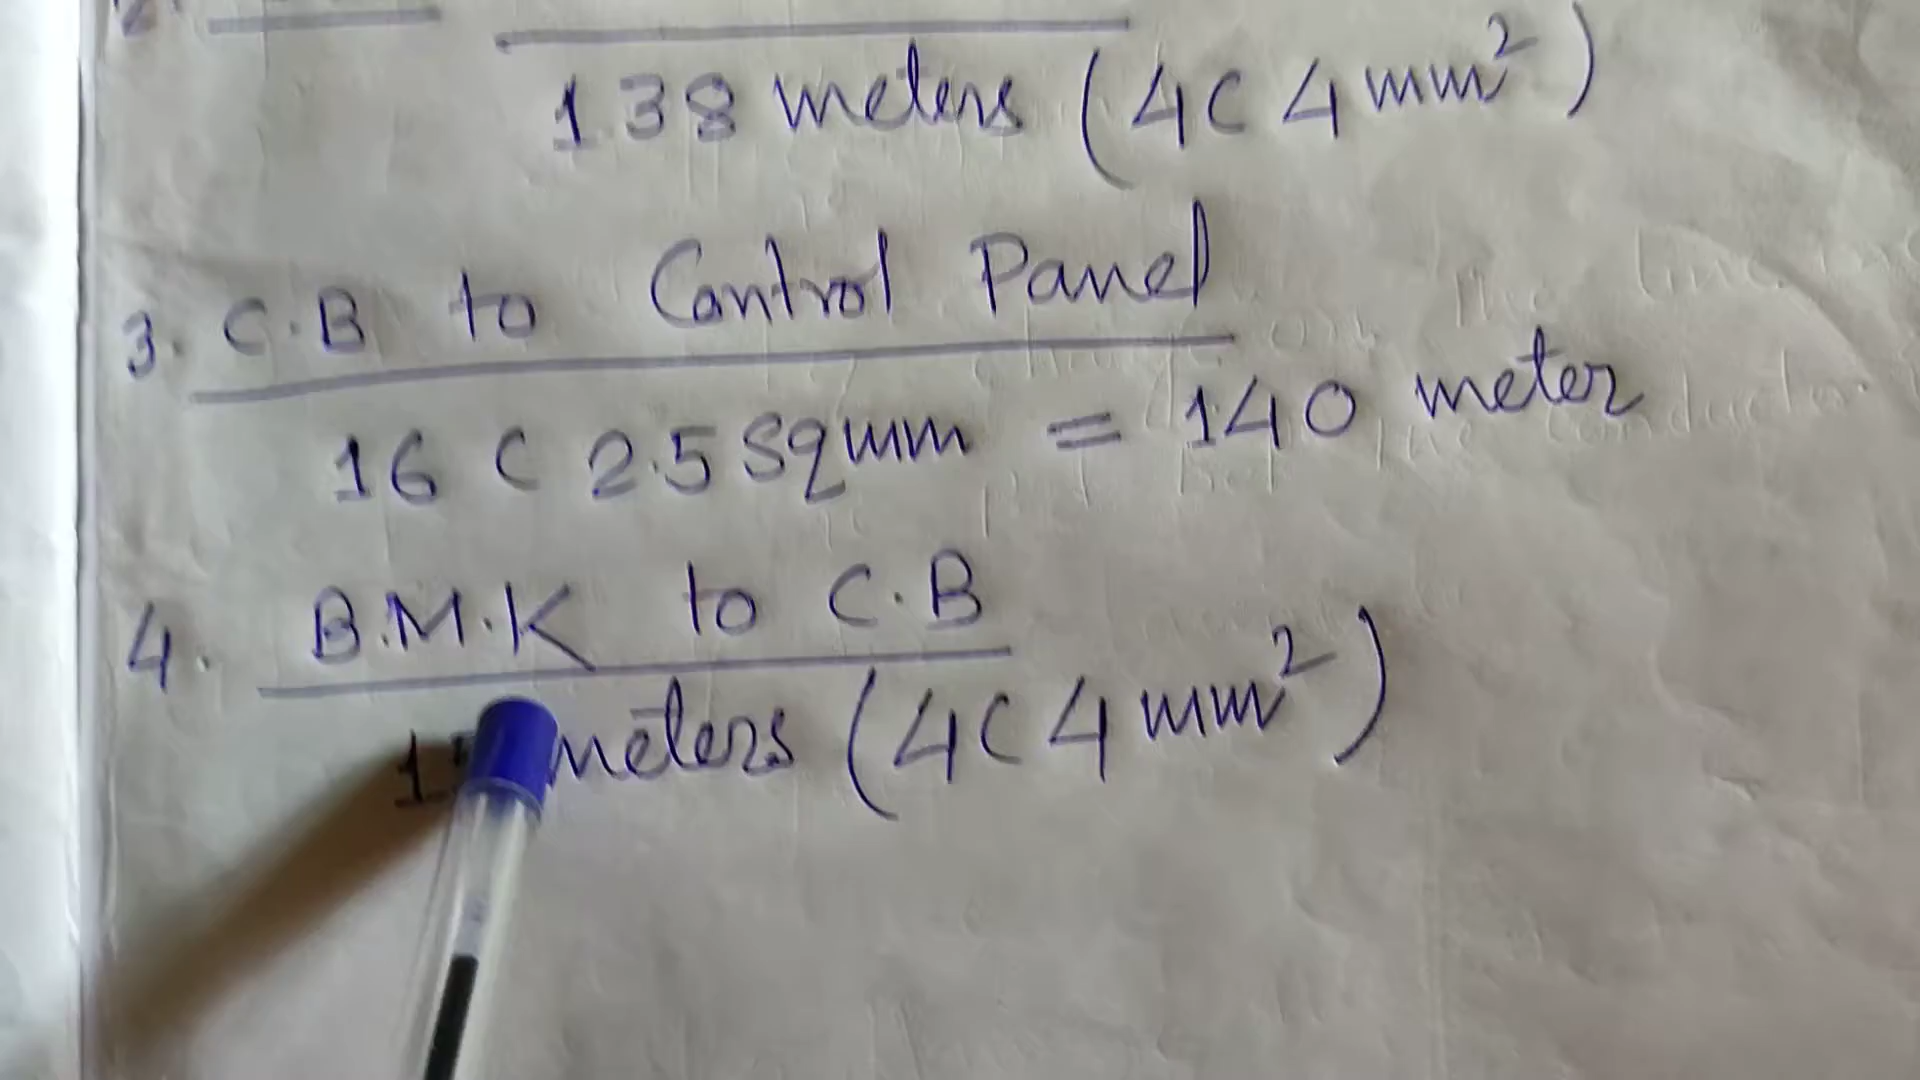 2.
138 meters (4C 4mm²)
3. C.B to Control Panel
16 C 2.5 Sqmm = 140 meter
4. B.M.K to C.B
meters (4C 4mm²)